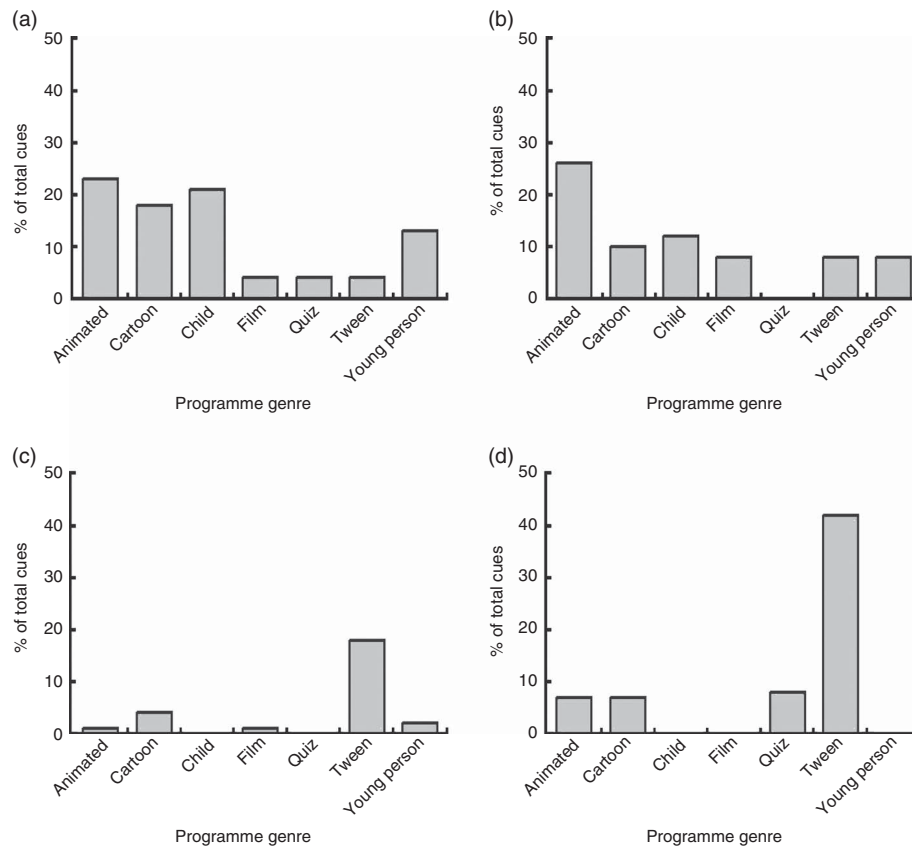 (a)
50
40
30
20
10
0
% of total cues
Animated
Cartoon
Child
Film
Quiz
Tween
Young person
Programme genre
(b)
50
40
30
20
10
0
% of total cues
Animated
Cartoon
Child
Film
Quiz
Tween
Young person
Programme genre
(c)
50
40
30
20
10
0
% of total cues
Animated
Cartoon
Child
Film
Quiz
Tween
Young person
Programme genre
(d)
50
40
30
20
10
0
% of total cues
Animated
Cartoon
Child
Film
Quiz
Tween
Young person
Programme genre